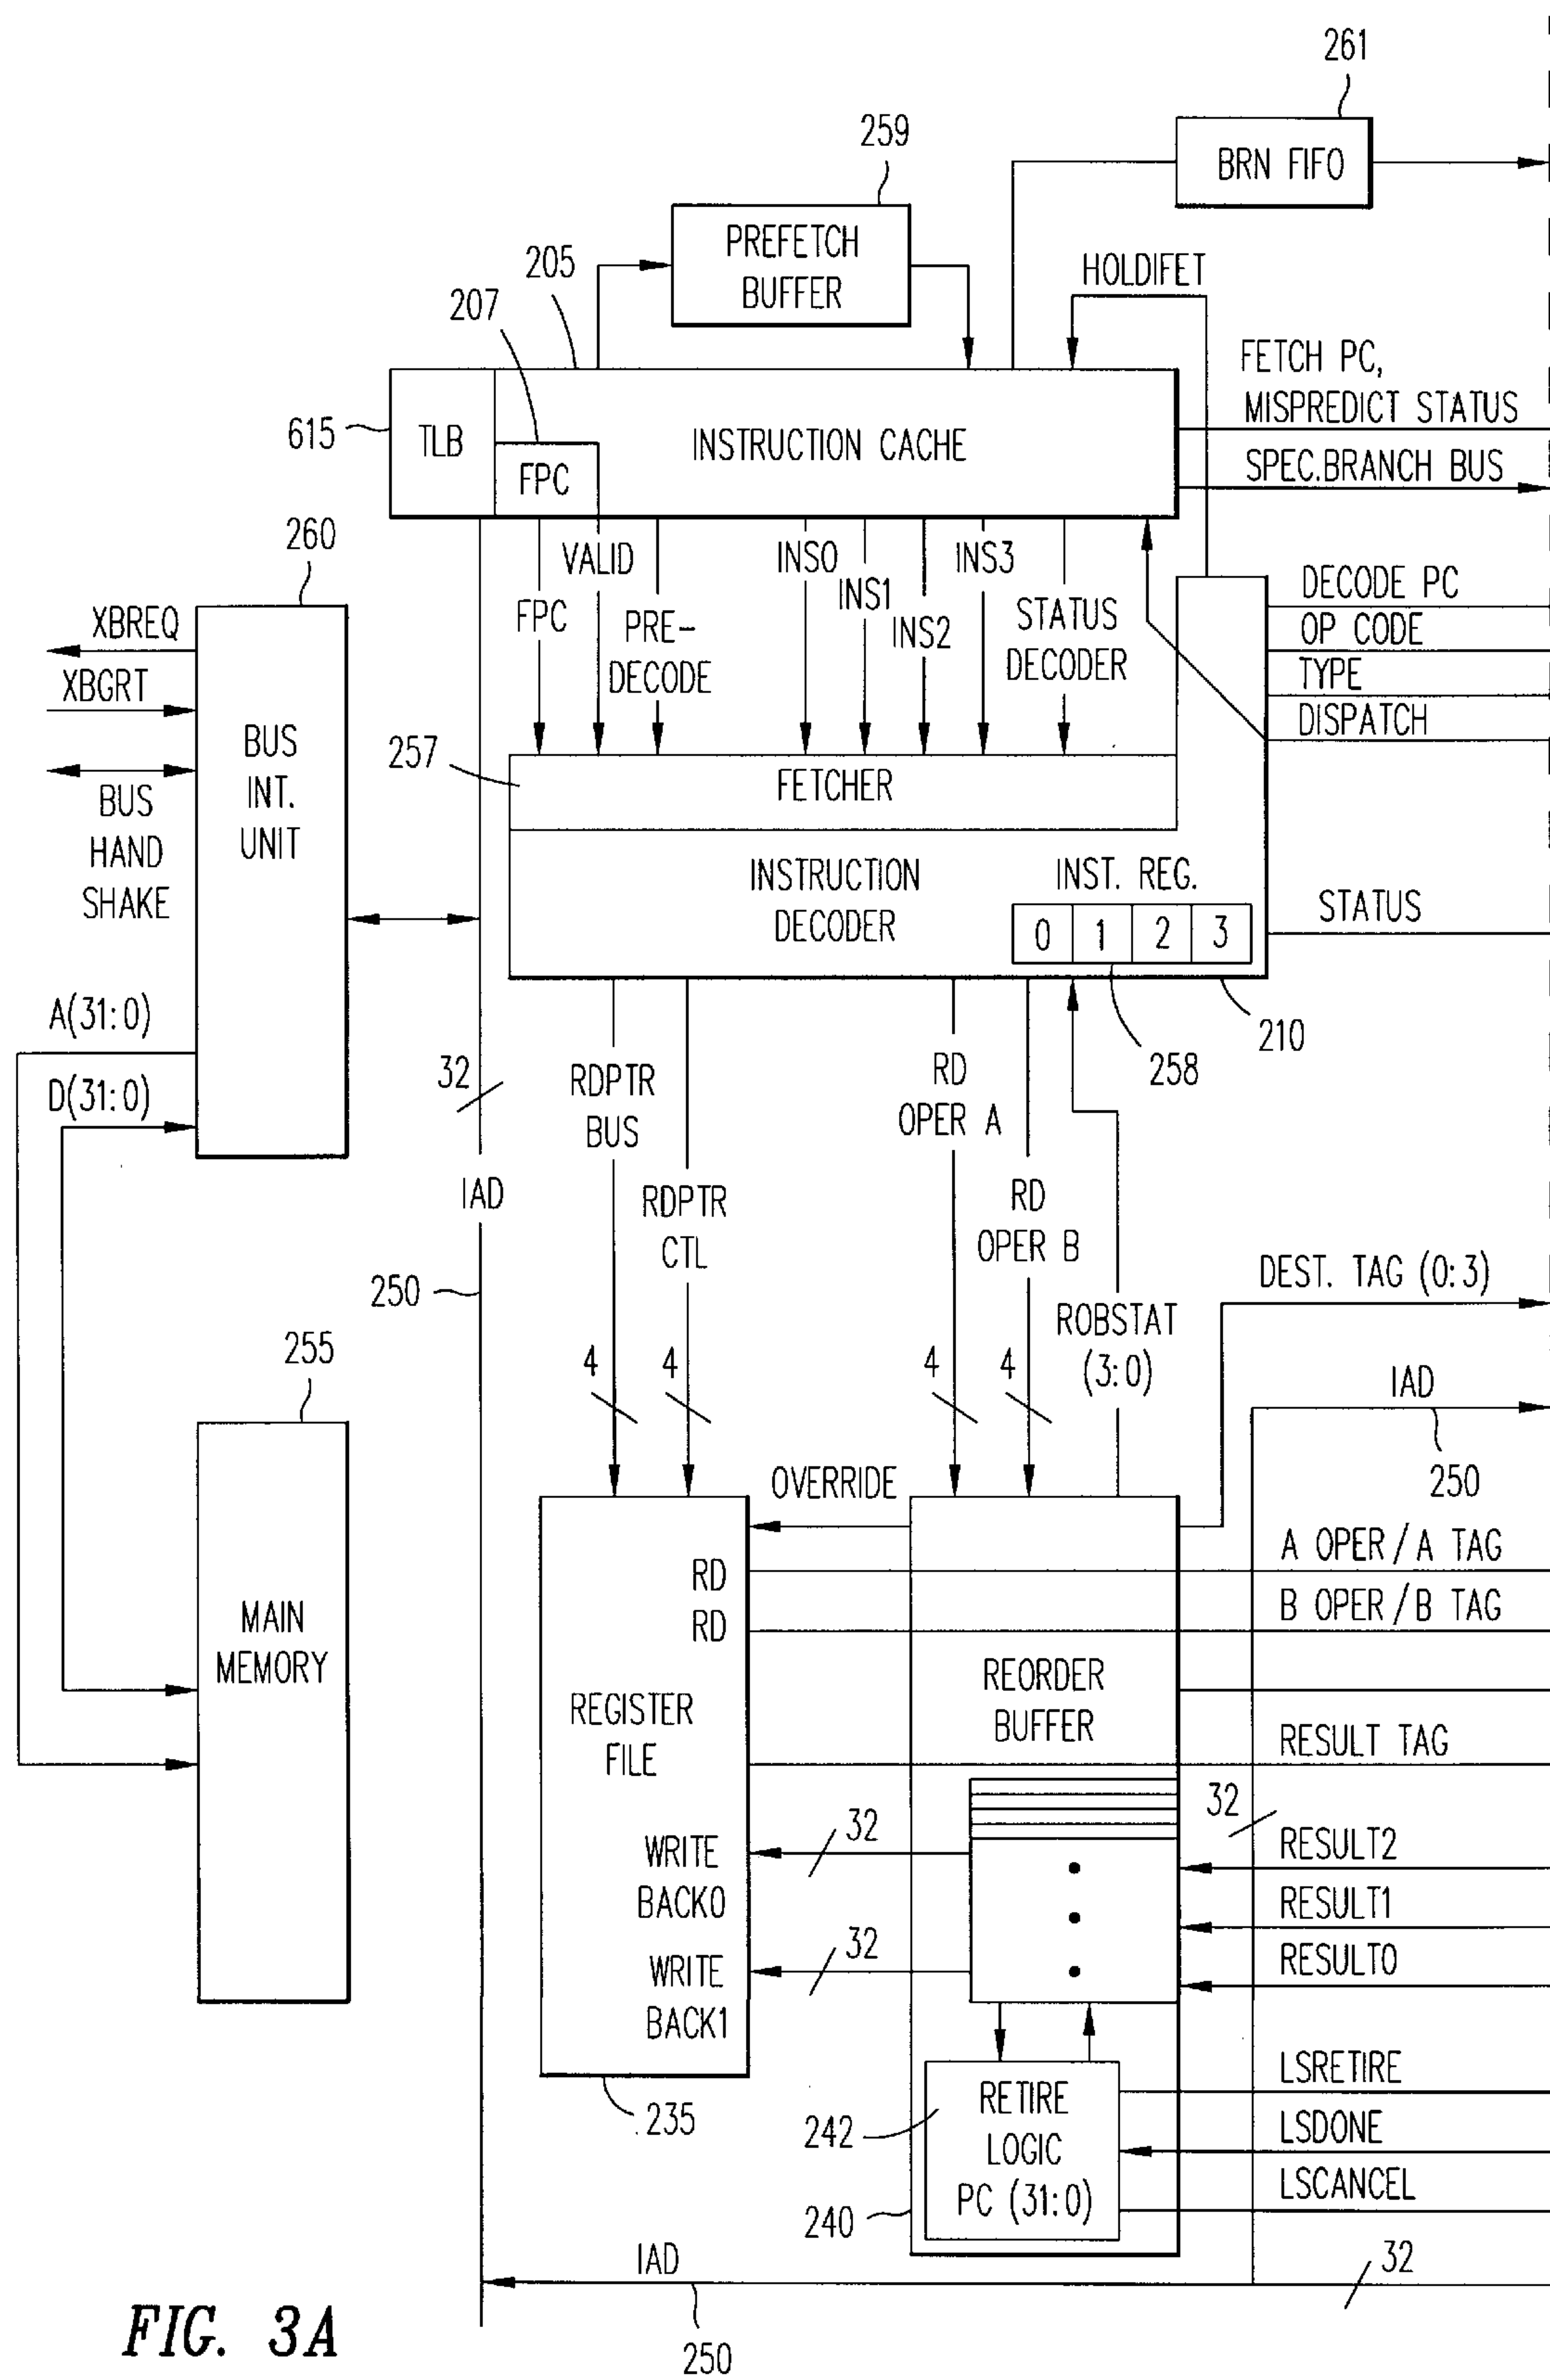 261
BRN FIFO
259
PREFETCH
BUFFER
205
207
HOLDIFET
FETCH PC,
MISPREDICT STATUS
SPEC.BRANCH BUS
615
TLB
FPC
INSTRUCTION CACHE
260
XBREQ
XBGRT
BUS
HAND
SHAKE
BUS
INT.
UNIT
FPC
VALID
PRE-
DECODE
INS0
INS1
INS2
INS3
STATUS
DECODER
DECODE PC
OP CODE
TYPE
DISPATCH
257
FETCHER
INSTRUCTION
DECODER
INST. REG.
0 1 2 3
STATUS
258
210
A(31:0)
D(31:0)
32
IAD
250
RDPTR
BUS
RDPTR
CTL
RD
OPER A
RD
OPER B
ROBSTAT
(3:0)
DEST. TAG (0:3)
4
4
4
4
IAD
250
255
MAIN
MEMORY
OVERRIDE
RD
RD
REGISTER
FILE
WRITE
BACK0
WRITE
BACK1
235
A OPER/A TAG
B OPER/B TAG
REORDER
BUFFER
RESULT TAG
32
32
32
RESULT2
RESULT1
RESULT0
242
RETIRE
LOGIC
PC (31:0)
240
LSRETIRE
LSDONE
LSCANCEL
IAD
250
32
FIG. 3A